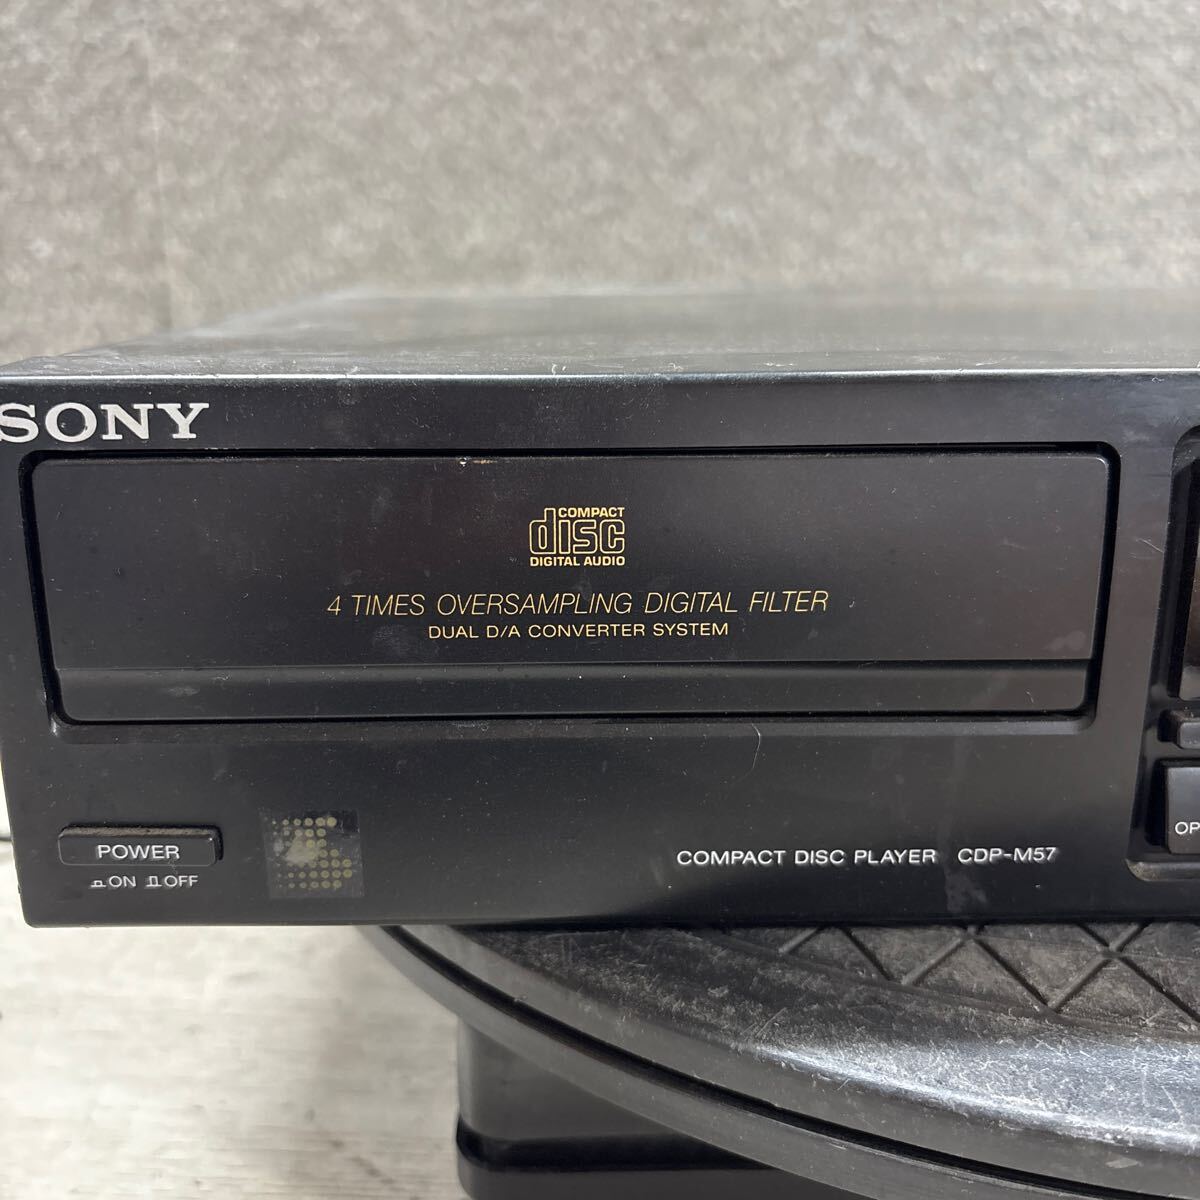 SONY
COMPACT
disc
DIGITAL AUDIO
4 TIMES OVERSAMPLING DIGITAL FILTER
DUAL D/A CONVERTER SYSTEM
POWER
ON OFF
COMPACT DISC PLAYER CDP-M57
OP